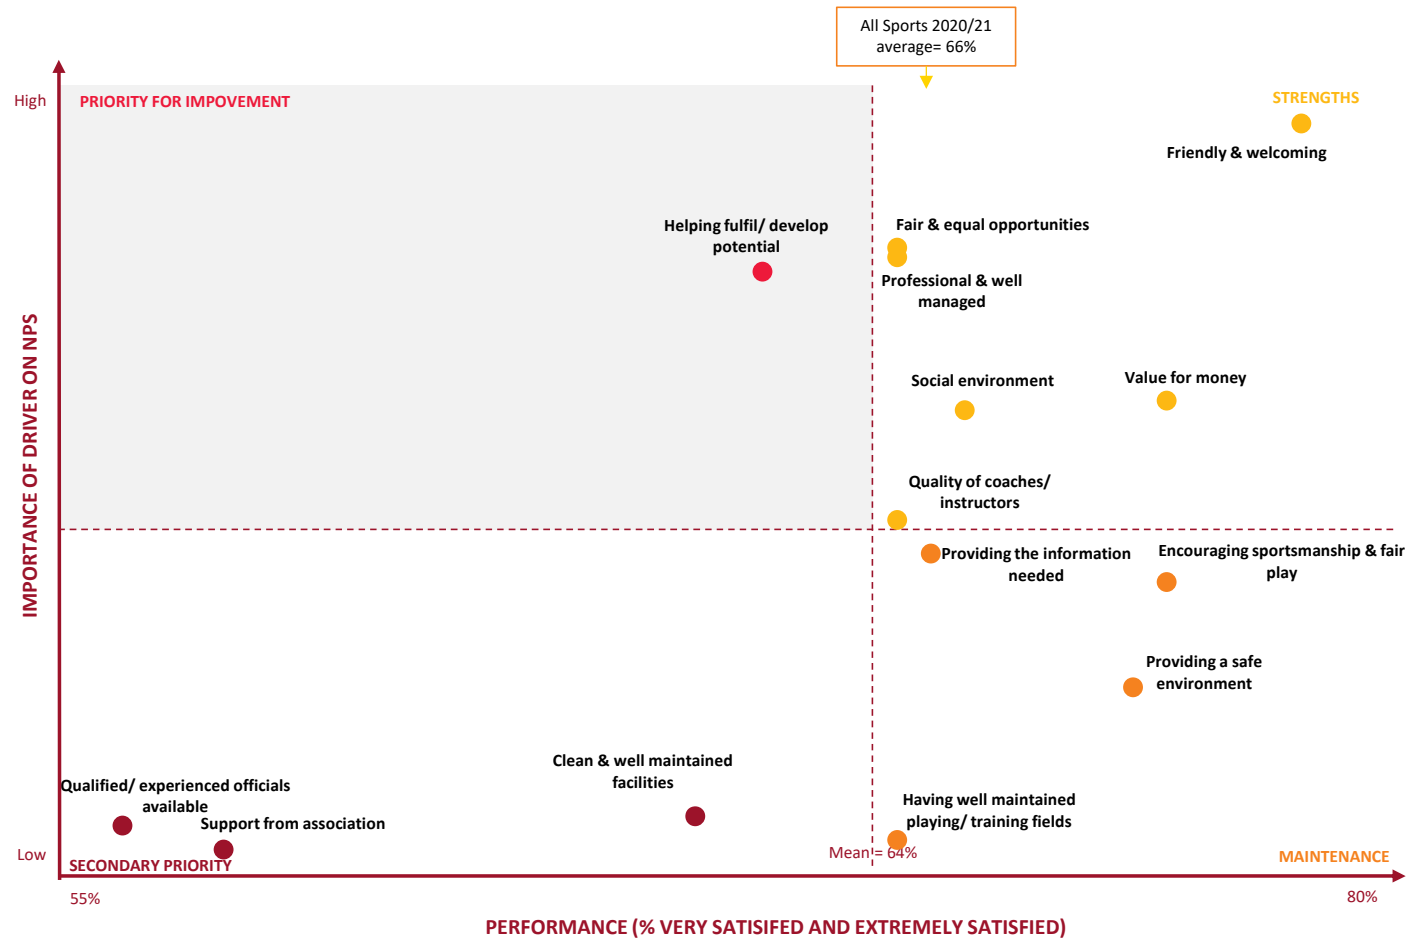 All Sports 2020/21
average= 66%
High
PRIORITY FOR IMPOVEMENT
STRENGTHS
Friendly & welcoming
Helping fulfil/ develop
potential
Fair & equal opportunities
Professional & well
managed
Social environment
Value for money
Quality of coaches/
instructors
Providing the information
needed
Encouraging sportsmanship & fair
play
Providing a safe
environment
Clean & well maintained
facilities
Qualified/ experienced officials
available
Support from association
Having well maintained
playing/ training fields
Low
SECONDARY PRIORITY
Mean = 64%
MAINTENANCE
55%
80%
IMPORTANCE OF DRIVER ON NPS
PERFORMANCE (% VERY SATISIFED AND EXTREMELY SATISFIED)